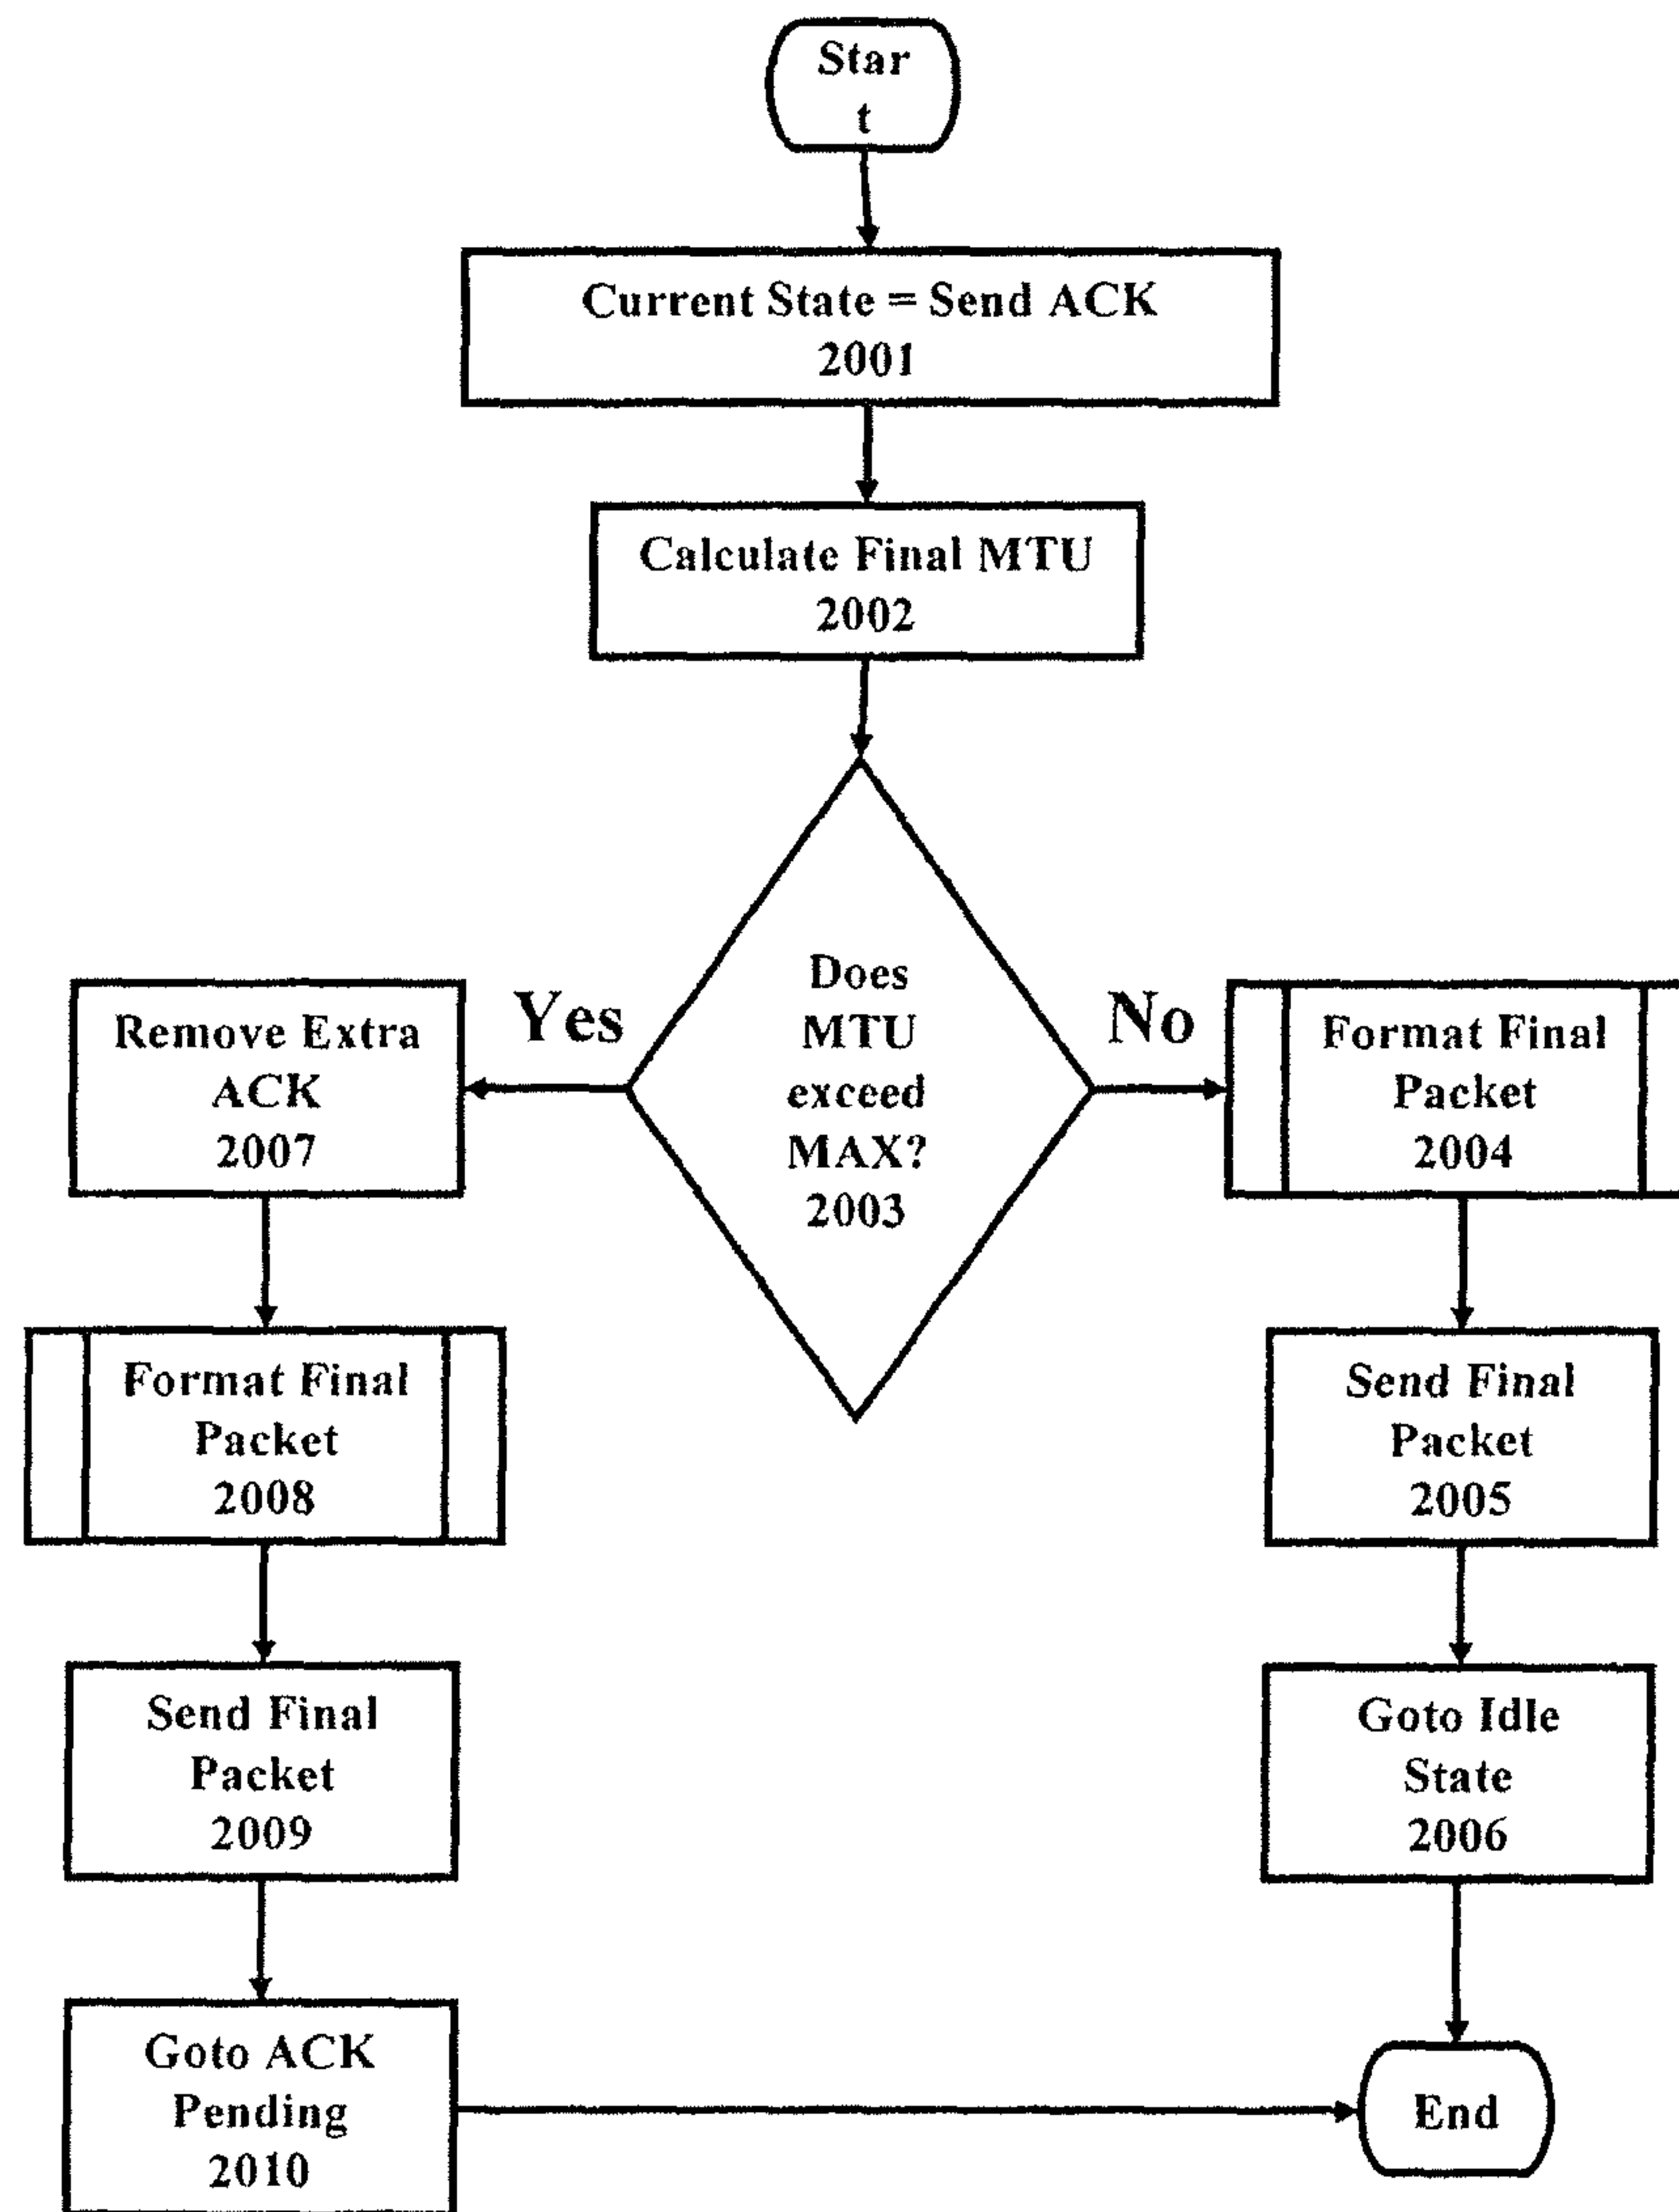 Star
t
Current State = Send ACK
2001
Calculate Final MTU
2002
Does
MTU
exceed
MAX?
2003
Yes
No
Remove Extra
ACK
2007
Format Final
Packet
2008
Send Final
Packet
2009
Goto ACK
Pending
2010
Format Final
Packet
2004
Send Final
Packet
2005
Goto Idle
State
2006
End